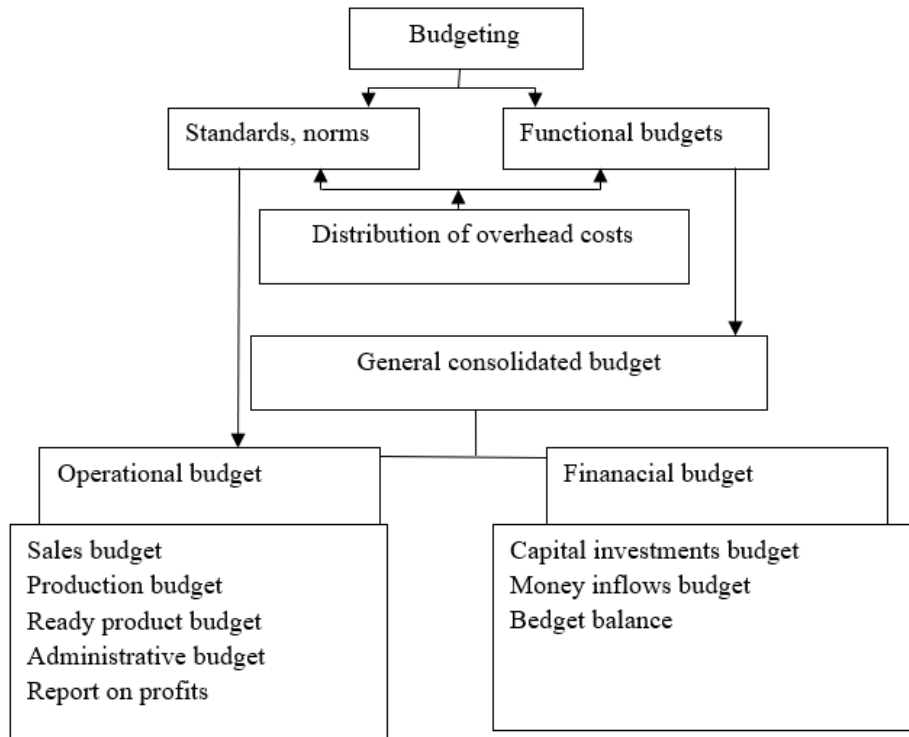 Budgeting
Standards, norms
Functional budgets
Distribution of overhead costs
General consolidated budget
Operational budget
Finanacial budget
Sales budget
Production budget
Ready product budget
Administrative budget
Report on profits
Capital investments budget
Money inflows budget
Bedget balance